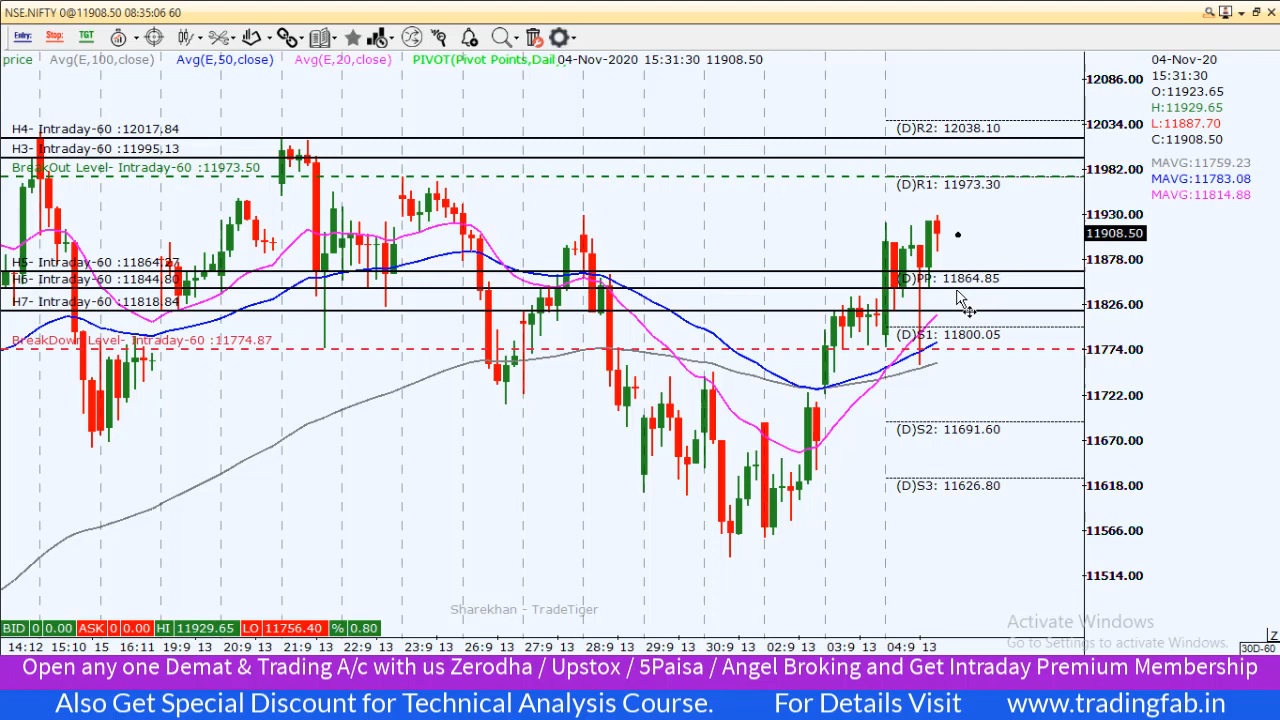 NSE.NIFTY 0@11908.50 08:35:06 60
Entry: Stop: TGT
price Avg(E,100,close) Avg(E,50,close) Avg(E,20,close) PIVOT(Pivot Points,Dail 04-Nov-2020 15:31:30 11908.50
04-Nov-20
15:31:30
O:11923.65
H:11929.65
L:11887.70
C:11908.50
MAVG:11759.23
MAVG:11783.08
MAVG:11814.88
12086.00
12034.00
11982.00
11930.00
11908.50
11878.00
11826.00
11774.00
11722.00
11670.00
11618.00
11566.00
11514.00
H4- Intraday-60 :12017.84
H3- Intraday-60 :11995.13
BreakOut Level- Intraday-60 :11973.50
H5- Intraday-60 :11864.27
H6- Intraday-60 :11844.80
H7- Intraday-60 :11818.84
BreakDown Level- Intraday-60 :11774.87
(D)R2: 12038.10
(D)R1: 11973.30
(D)PP: 11864.85
(D)S1: 11800.05
(D)S2: 11691.60
(D)S3: 11626.80
Sharekhan - TradeTiger
Activate Windows
Go to Settings to activate Windows.
BID 0 0.00 ASK 0 0.00 HI 11929.65 LO 11756.40 % 0.80
Z
14:12 15:10 15 16:11 19:9 13 20:9 13 21:9 13 22:9 13 23:9 13 26:9 13 27:9 13 28:9 13 29:9 13 30:9 13 02:9 13 03:9 13 04:9 13
30D-60
Open any one Demat & Trading A/c with us Zerodha / Upstox / 5Paisa / Angel Broking and Get Intraday Premium Membership
Also Get Special Discount for Technical Analysis Course. For Details Visit www.tradingfab.in